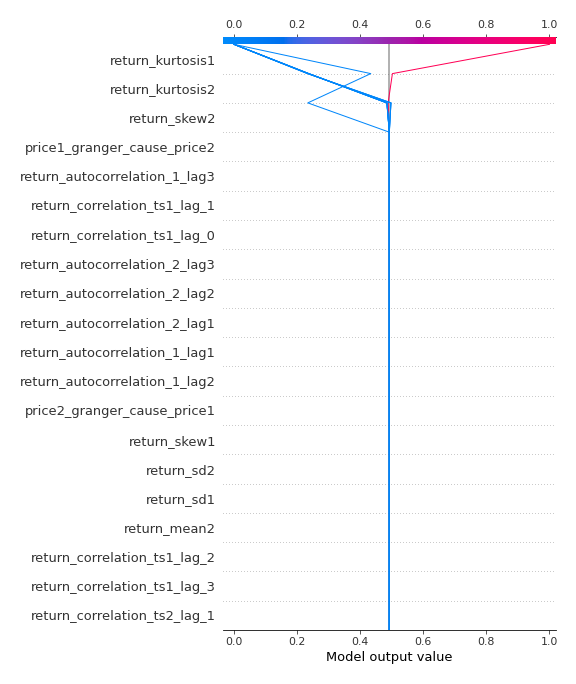 0.0 0.2 0.4 0.6 0.8 1.0
return_kurtosis1
return_kurtosis2
return_skew2
price1_granger_cause_price2
return_autocorrelation_1_lag3
return_correlation_ts1_lag_1
return_correlation_ts1_lag_0
return_autocorrelation_2_lag3
return_autocorrelation_2_lag2
return_autocorrelation_2_lag1
return_autocorrelation_1_lag1
return_autocorrelation_1_lag2
price2_granger_cause_price1
return_skew1
return_sd2
return_sd1
return_mean2
return_correlation_ts1_lag_2
return_correlation_ts1_lag_3
return_correlation_ts2_lag_1
0.0 0.2 0.4 0.6 0.8 1.0
Model output value